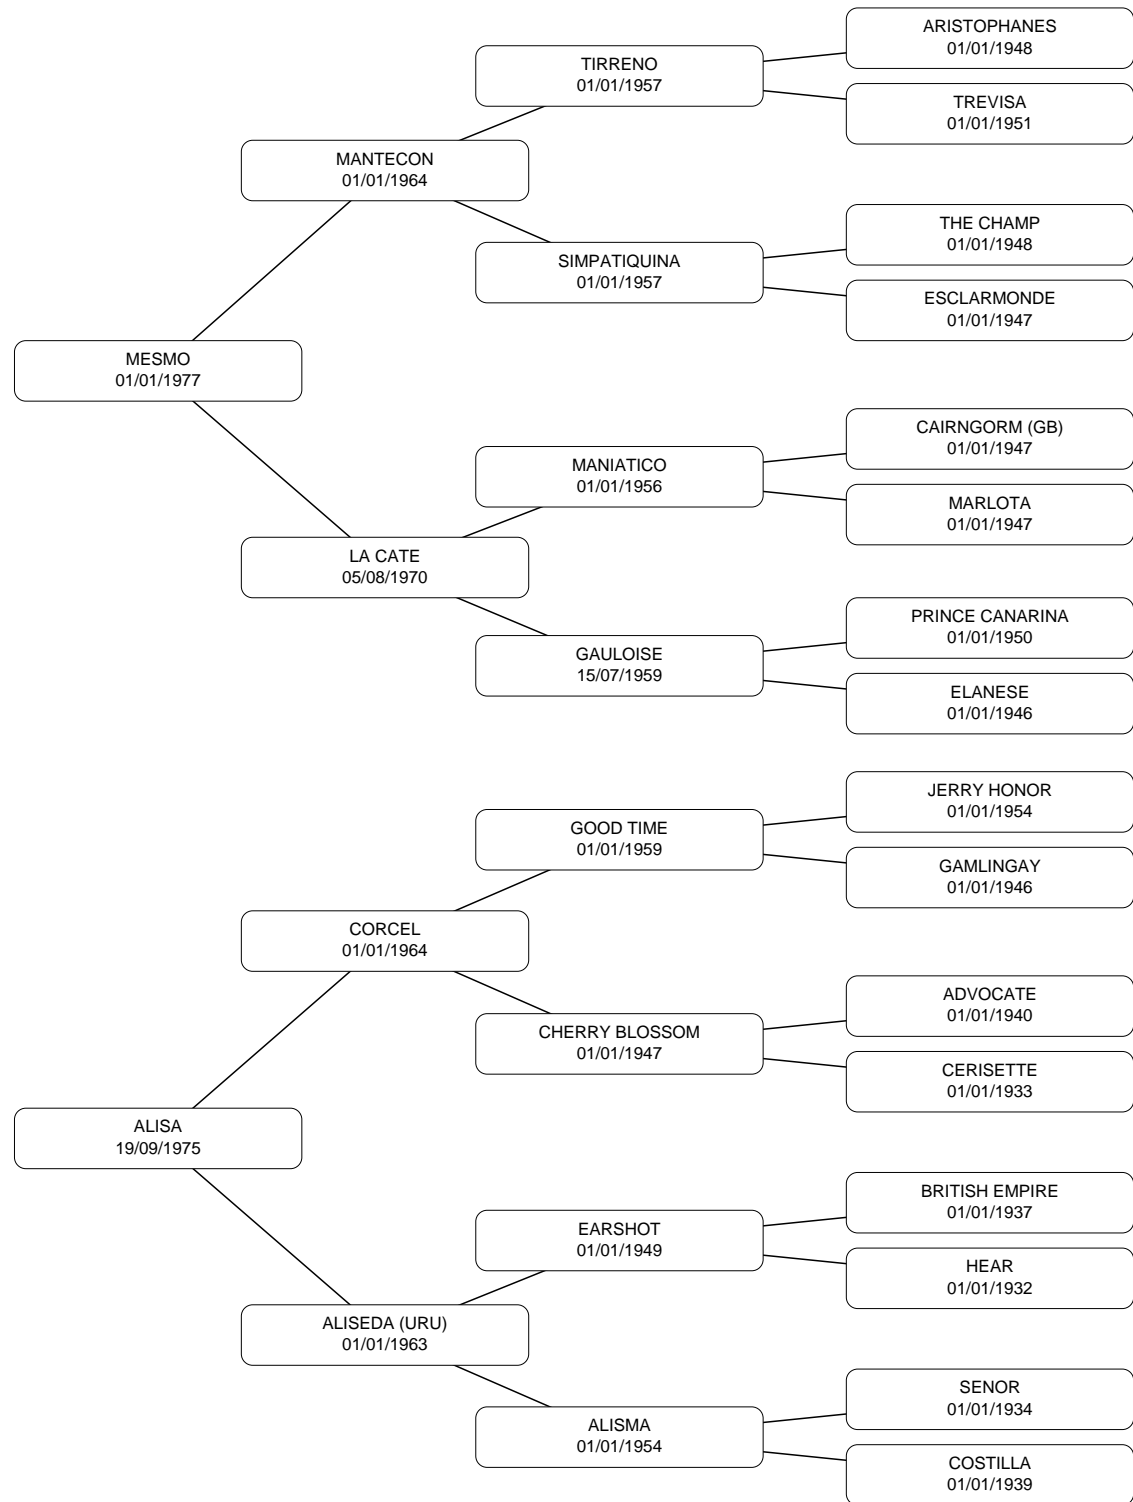 ARISTOPHANES
01/01/1948
TIRRENO
01/01/1957
TREVISA
01/01/1951
MANTECON
01/01/1964
THE CHAMP
01/01/1948
SIMPATIQUINA
01/01/1957
ESCLARMONDE
01/01/1947
MESMO
01/01/1977
CAIRNGORM (GB)
01/01/1947
MANIATICO
01/01/1956
MARLOTA
01/01/1947
LA CATE
05/08/1970
PRINCE CANARINA
01/01/1950
GAULOISE
15/07/1959
ELANESE
01/01/1946
JERRY HONOR
01/01/1954
GOOD TIME
01/01/1959
GAMLINGAY
01/01/1946
CORCEL
01/01/1964
ADVOCATE
01/01/1940
CHERRY BLOSSOM
01/01/1947
CERISETTE
01/01/1933
ALISA
19/09/1975
BRITISH EMPIRE
01/01/1937
EARSHOT
01/01/1949
HEAR
01/01/1932
ALISEDA (URU)
01/01/1963
SENOR
01/01/1934
ALISMA
01/01/1954
COSTILLA
01/01/1939